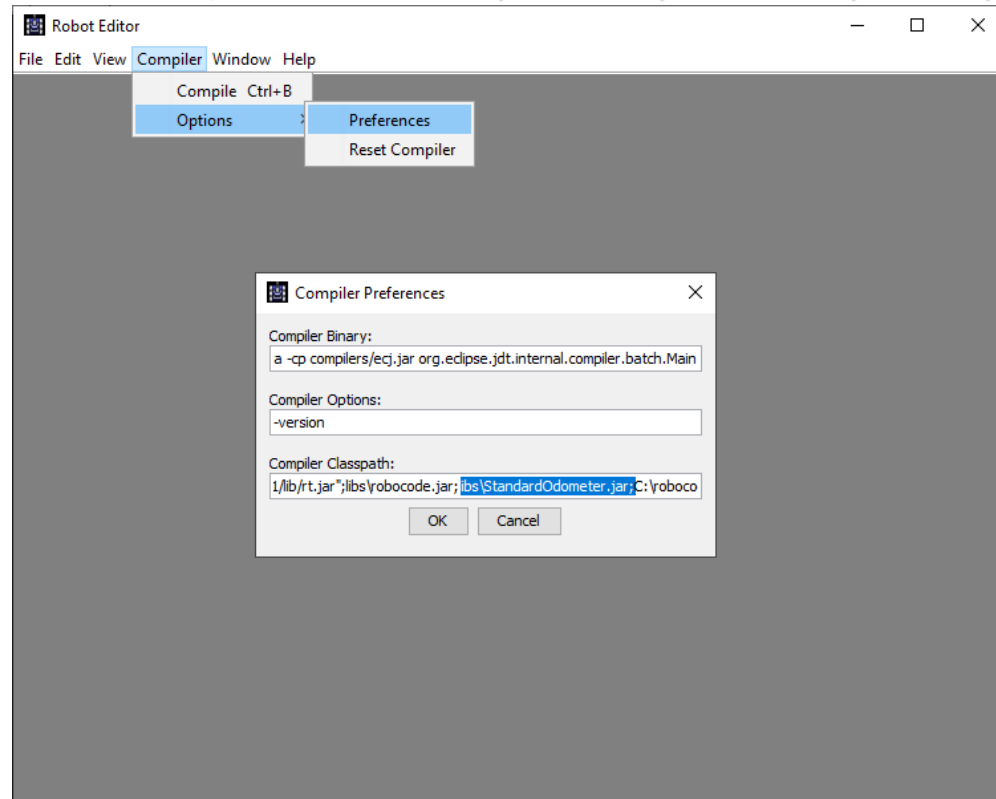 Robot Editor
File Edit View Compiler Window Help
Compile Ctrl+B
Options > Preferences
Reset Compiler
Compiler Preferences
Compiler Binary:
a -cp compilers/ecj.jar org.eclipse.jdt.internal.compiler.batch.Main
Compiler Options:
-version
Compiler Classpath:
1/lib/rt.jar";libs\robocode.jar;ibs\StandardOdometer.jar;C:\roboco
OK Cancel